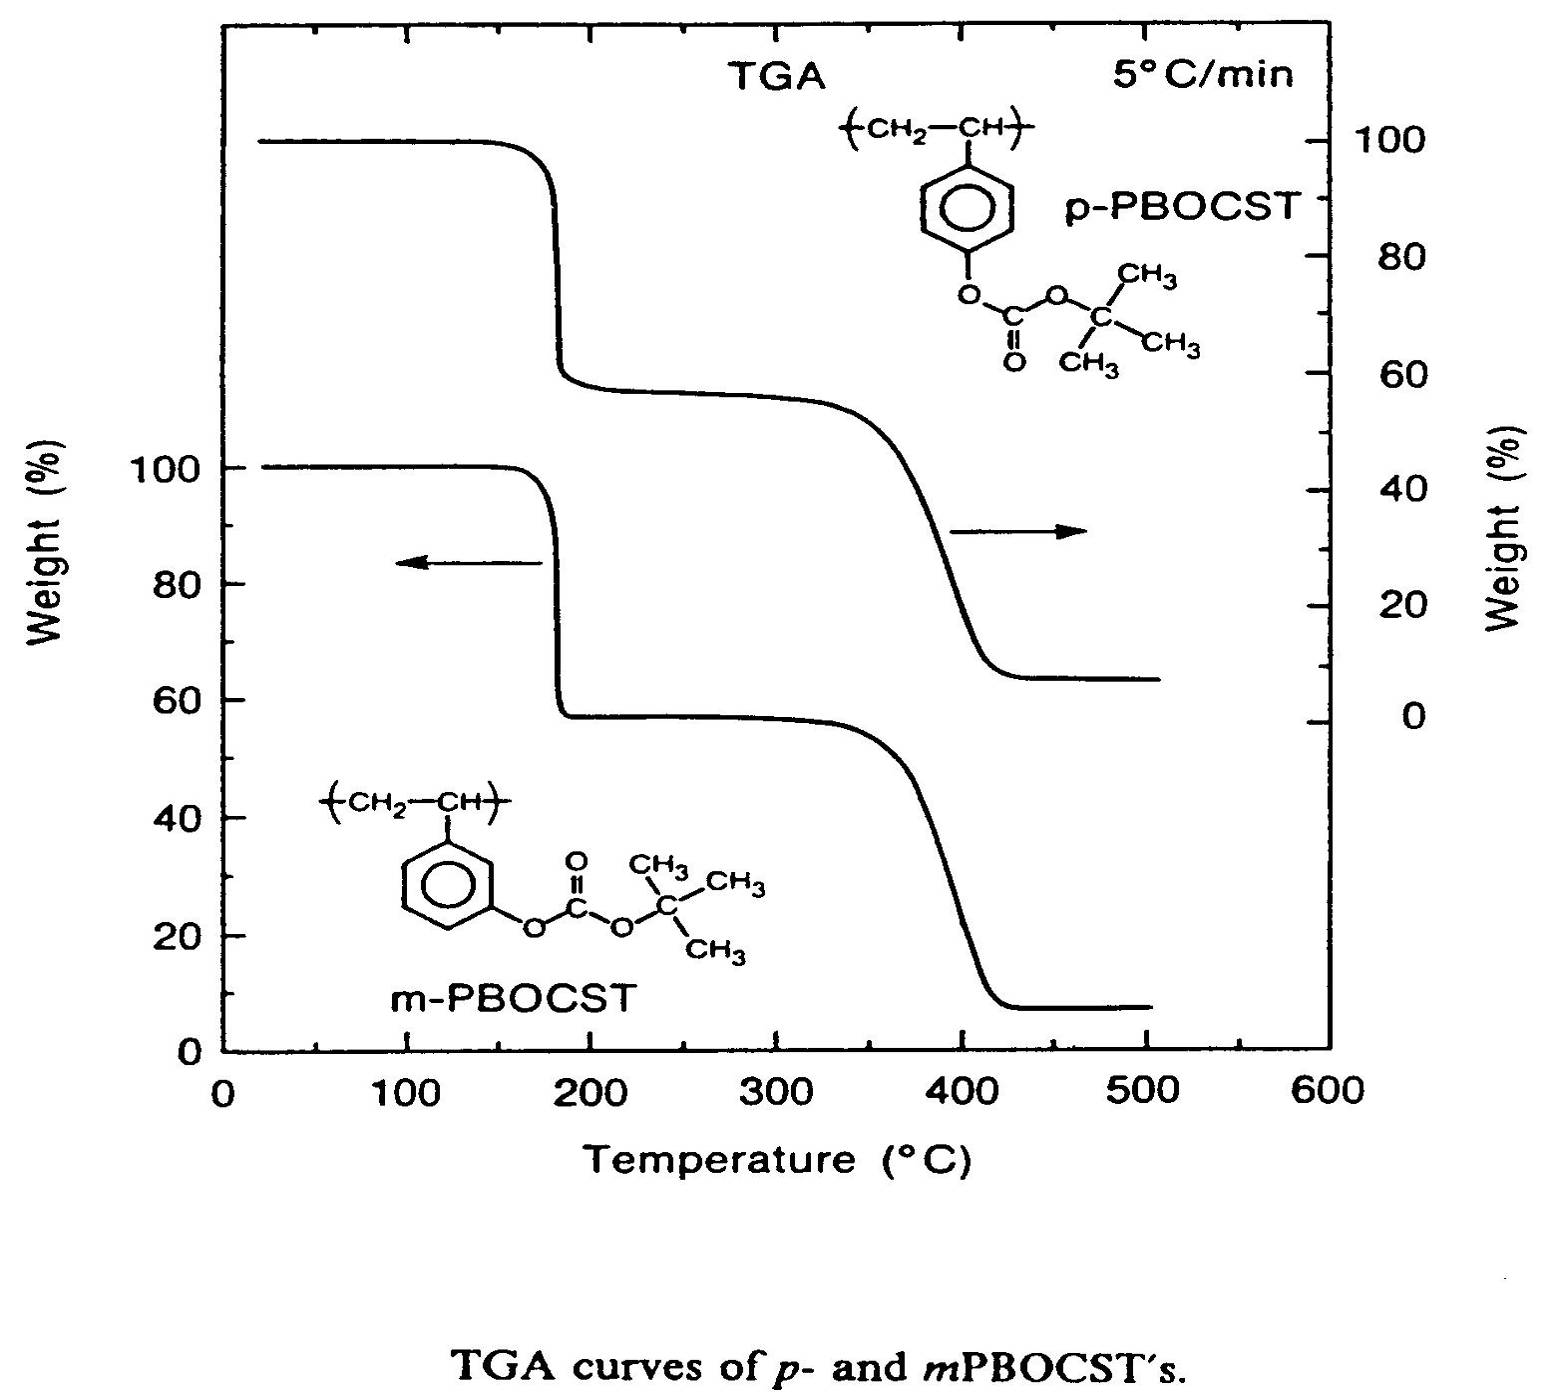 TGA 5°C/min
(CH2—CH)
100
p-PBOCST
80
CH3
O O
C C
CH3
O CH3
60
Weight (%)
Weight (%)
100
40
80
20
60
0
(CH2—CH)
40
O CH3
CH3
C C
O O
20
CH3
m-PBOCST
0
0 100 200 300 400 500 600
Temperature (°C)
TGA curves of p- and mPBOCST's.